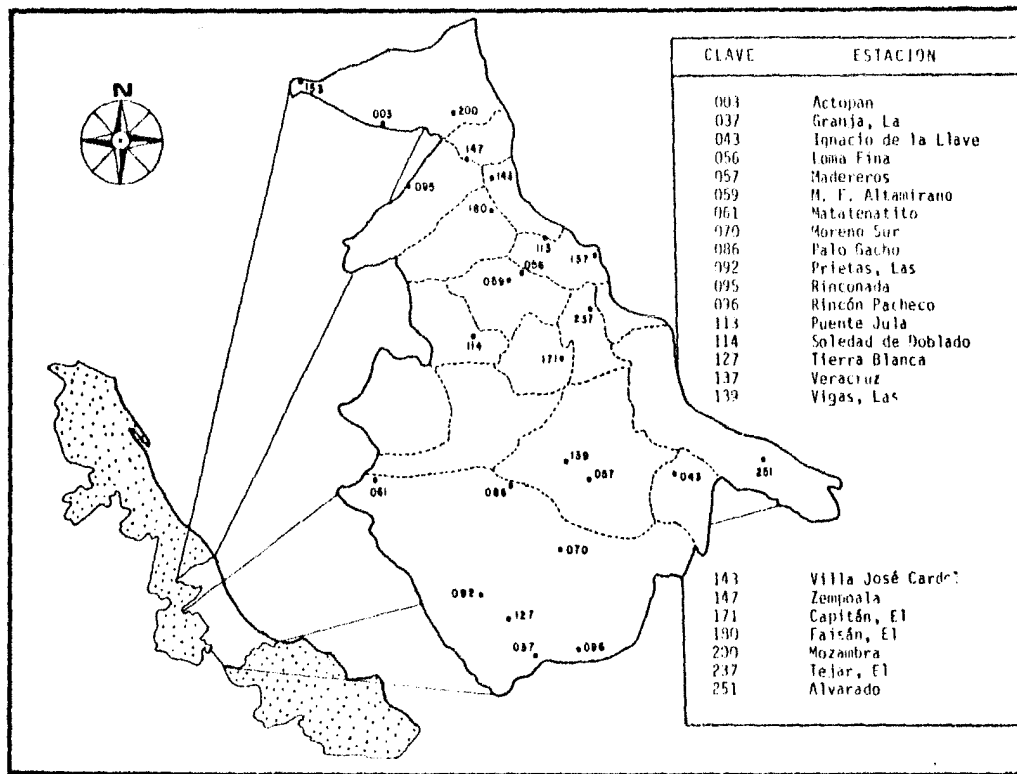 CLAVE ESTACION
003 Actopan
037 Granja, La
043 Ignacio de la Llave
056 Loma Fina
057 Madereros
059 M. F. Altamirano
061 Matatenatito
070 Moreno Sur
086 Palo Gacho
092 Prietas, Las
095 Rinconada
096 Rincón Pacheco
113 Puente Jula
114 Soledad de Doblado
127 Tierra Blanca
137 Veracruz
139 Vigas, Las
143 Villa José Cardel
147 Zempoala
171 Capitán, El
180 Faisán, El
200 Mozambra
237 Tejar, El
251 Alvarado
N
153
003
200
147
143
095
180
113
137
056
059
237
114
171
139
057
043
251
061
086
070
092
127
037
096